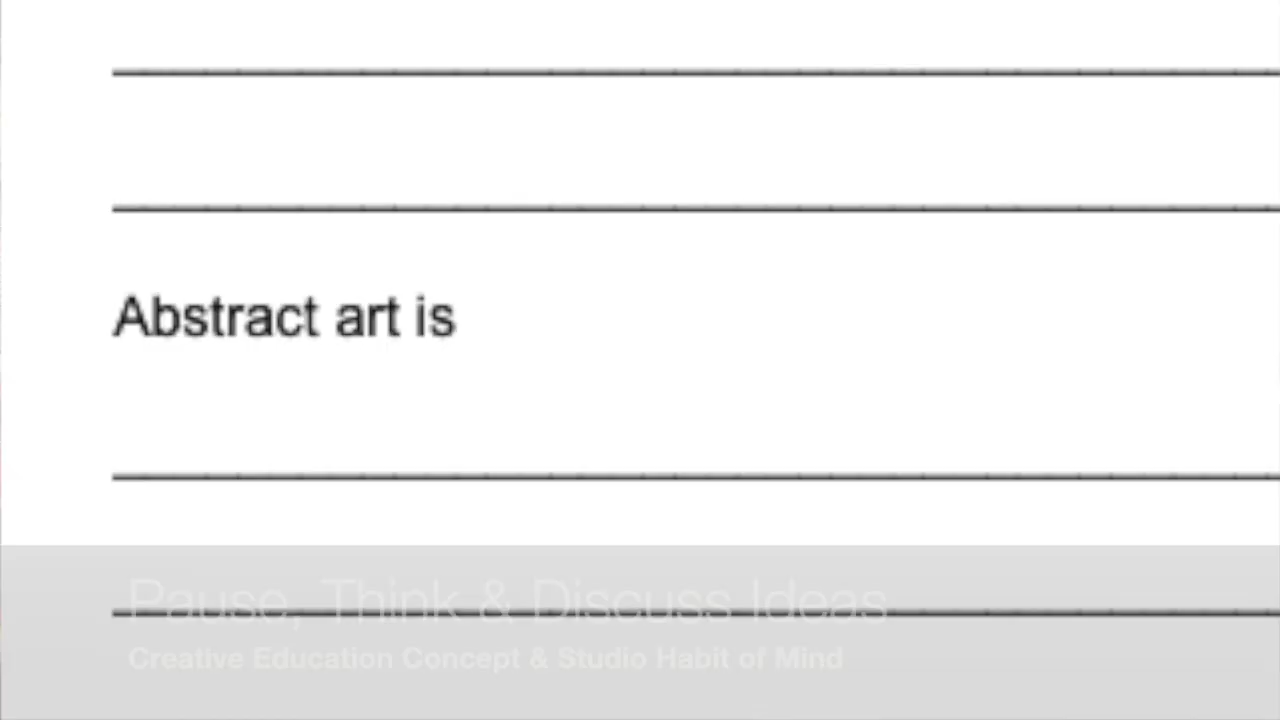 Abstract art is
Pause, Think & Discuss Ideas
Creative Education Concept & Studio Habit of Mind